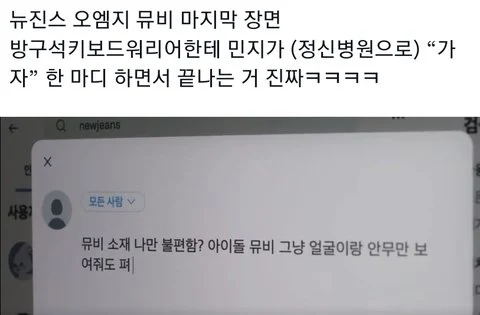 뉴진스 오엠지 뮤비 마지막 장면
방구석키보드워리어한테 민지가 (정신병원으로) “가
자” 한 마디 하면서 끝나는 거 진짜ㅋㅋㅋㅋ
newjeans
모든 사람
뮤비 소재 나만 불편함? 아이돌 뮤비 그냥 얼굴이랑 안무만 보
여줘도 펴